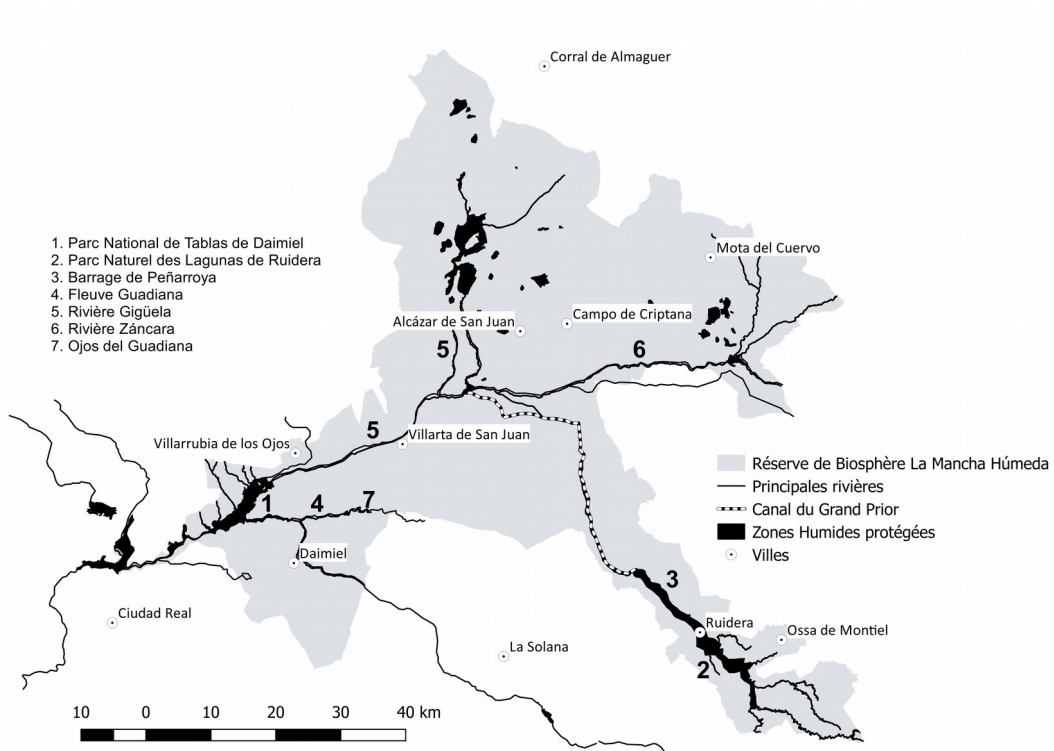 Corral de Almaguer
1. Parc National de Tablas de Daimiel
2. Parc Naturel des Lagunas de Ruidera
3. Barrage de Peñarroya
4. Fleuve Guadiana
5. Rivière Gigüela
6. Rivière Záncara
7. Ojos del Guadiana
Mota del Cuervo
Alcázar de San Juan
Campo de Criptana
5
6
5
Villarrubia de los Ojos
Villarta de San Juan
Réserve de Biosphère La Mancha Húmeda
Principales rivières
Canal du Grand Prior
Zones Humides protégées
Villes
1
4
7
Daimiel
3
Ciudad Real
Ruidera
Ossa de Montiel
La Solana
2
10 0 10 20 30 40 km